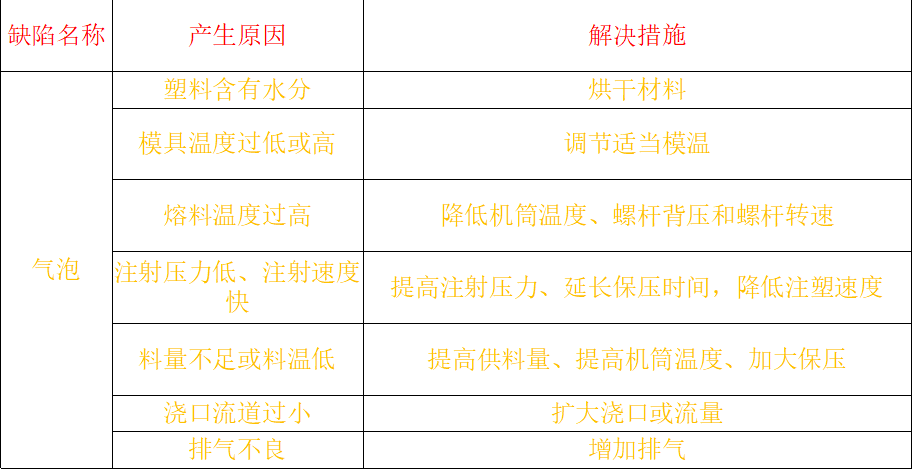 缺陷名称 产生原因 解决措施
塑料含有水分 烘干材料
模具温度过低或高 调节适当模温
熔料温度过高 降低机筒温度、螺杆背压和螺杆转速
气泡
注射压力低、注射速度
快
提高注射压力、延长保压时间，降低注塑速度
料量不足或料温低 提高供料量、提高机筒温度、加大保压
浇口流道过小 扩大浇口或流量
排气不良 增加排气